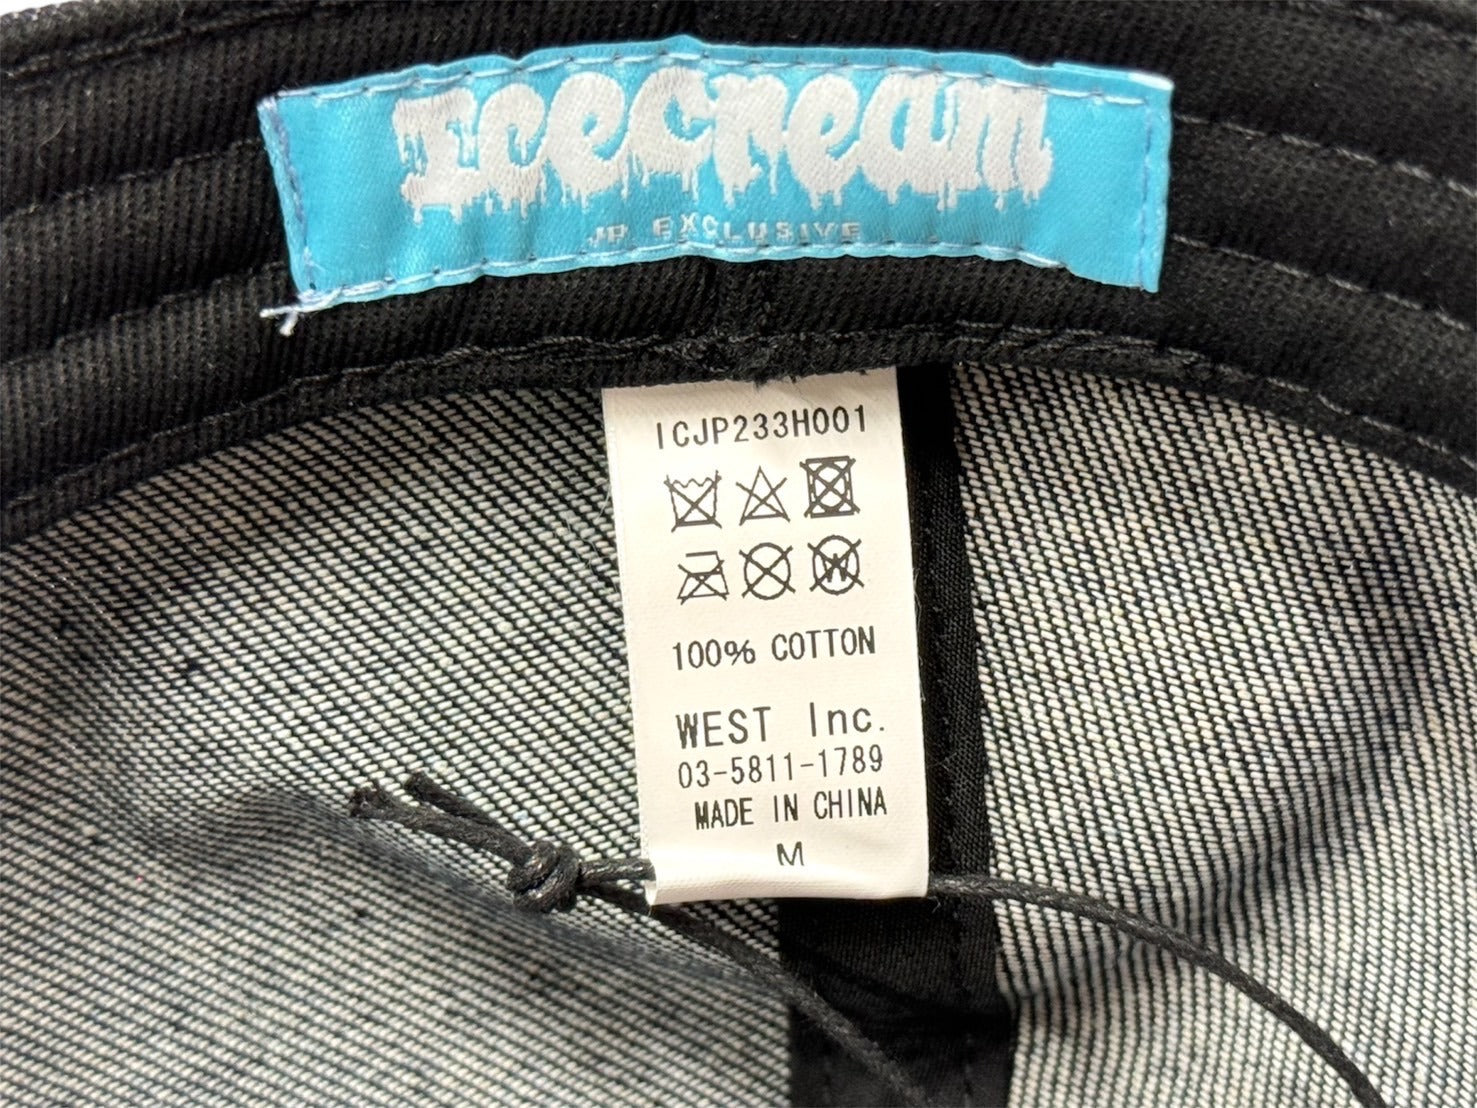 Icecream
JP EXCLUSIVE
ICJP233H001
W
100% COTTON
WEST Inc.
03-5811-1789
MADE IN CHINA
M